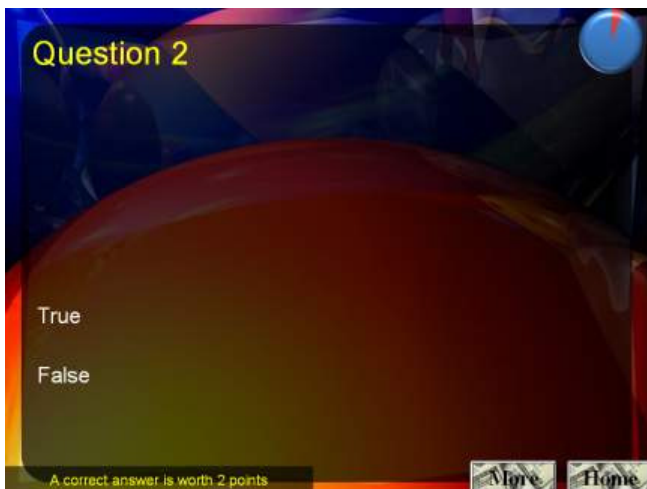 Question 2
True
False
A correct answer is worth 2 points
More
Home